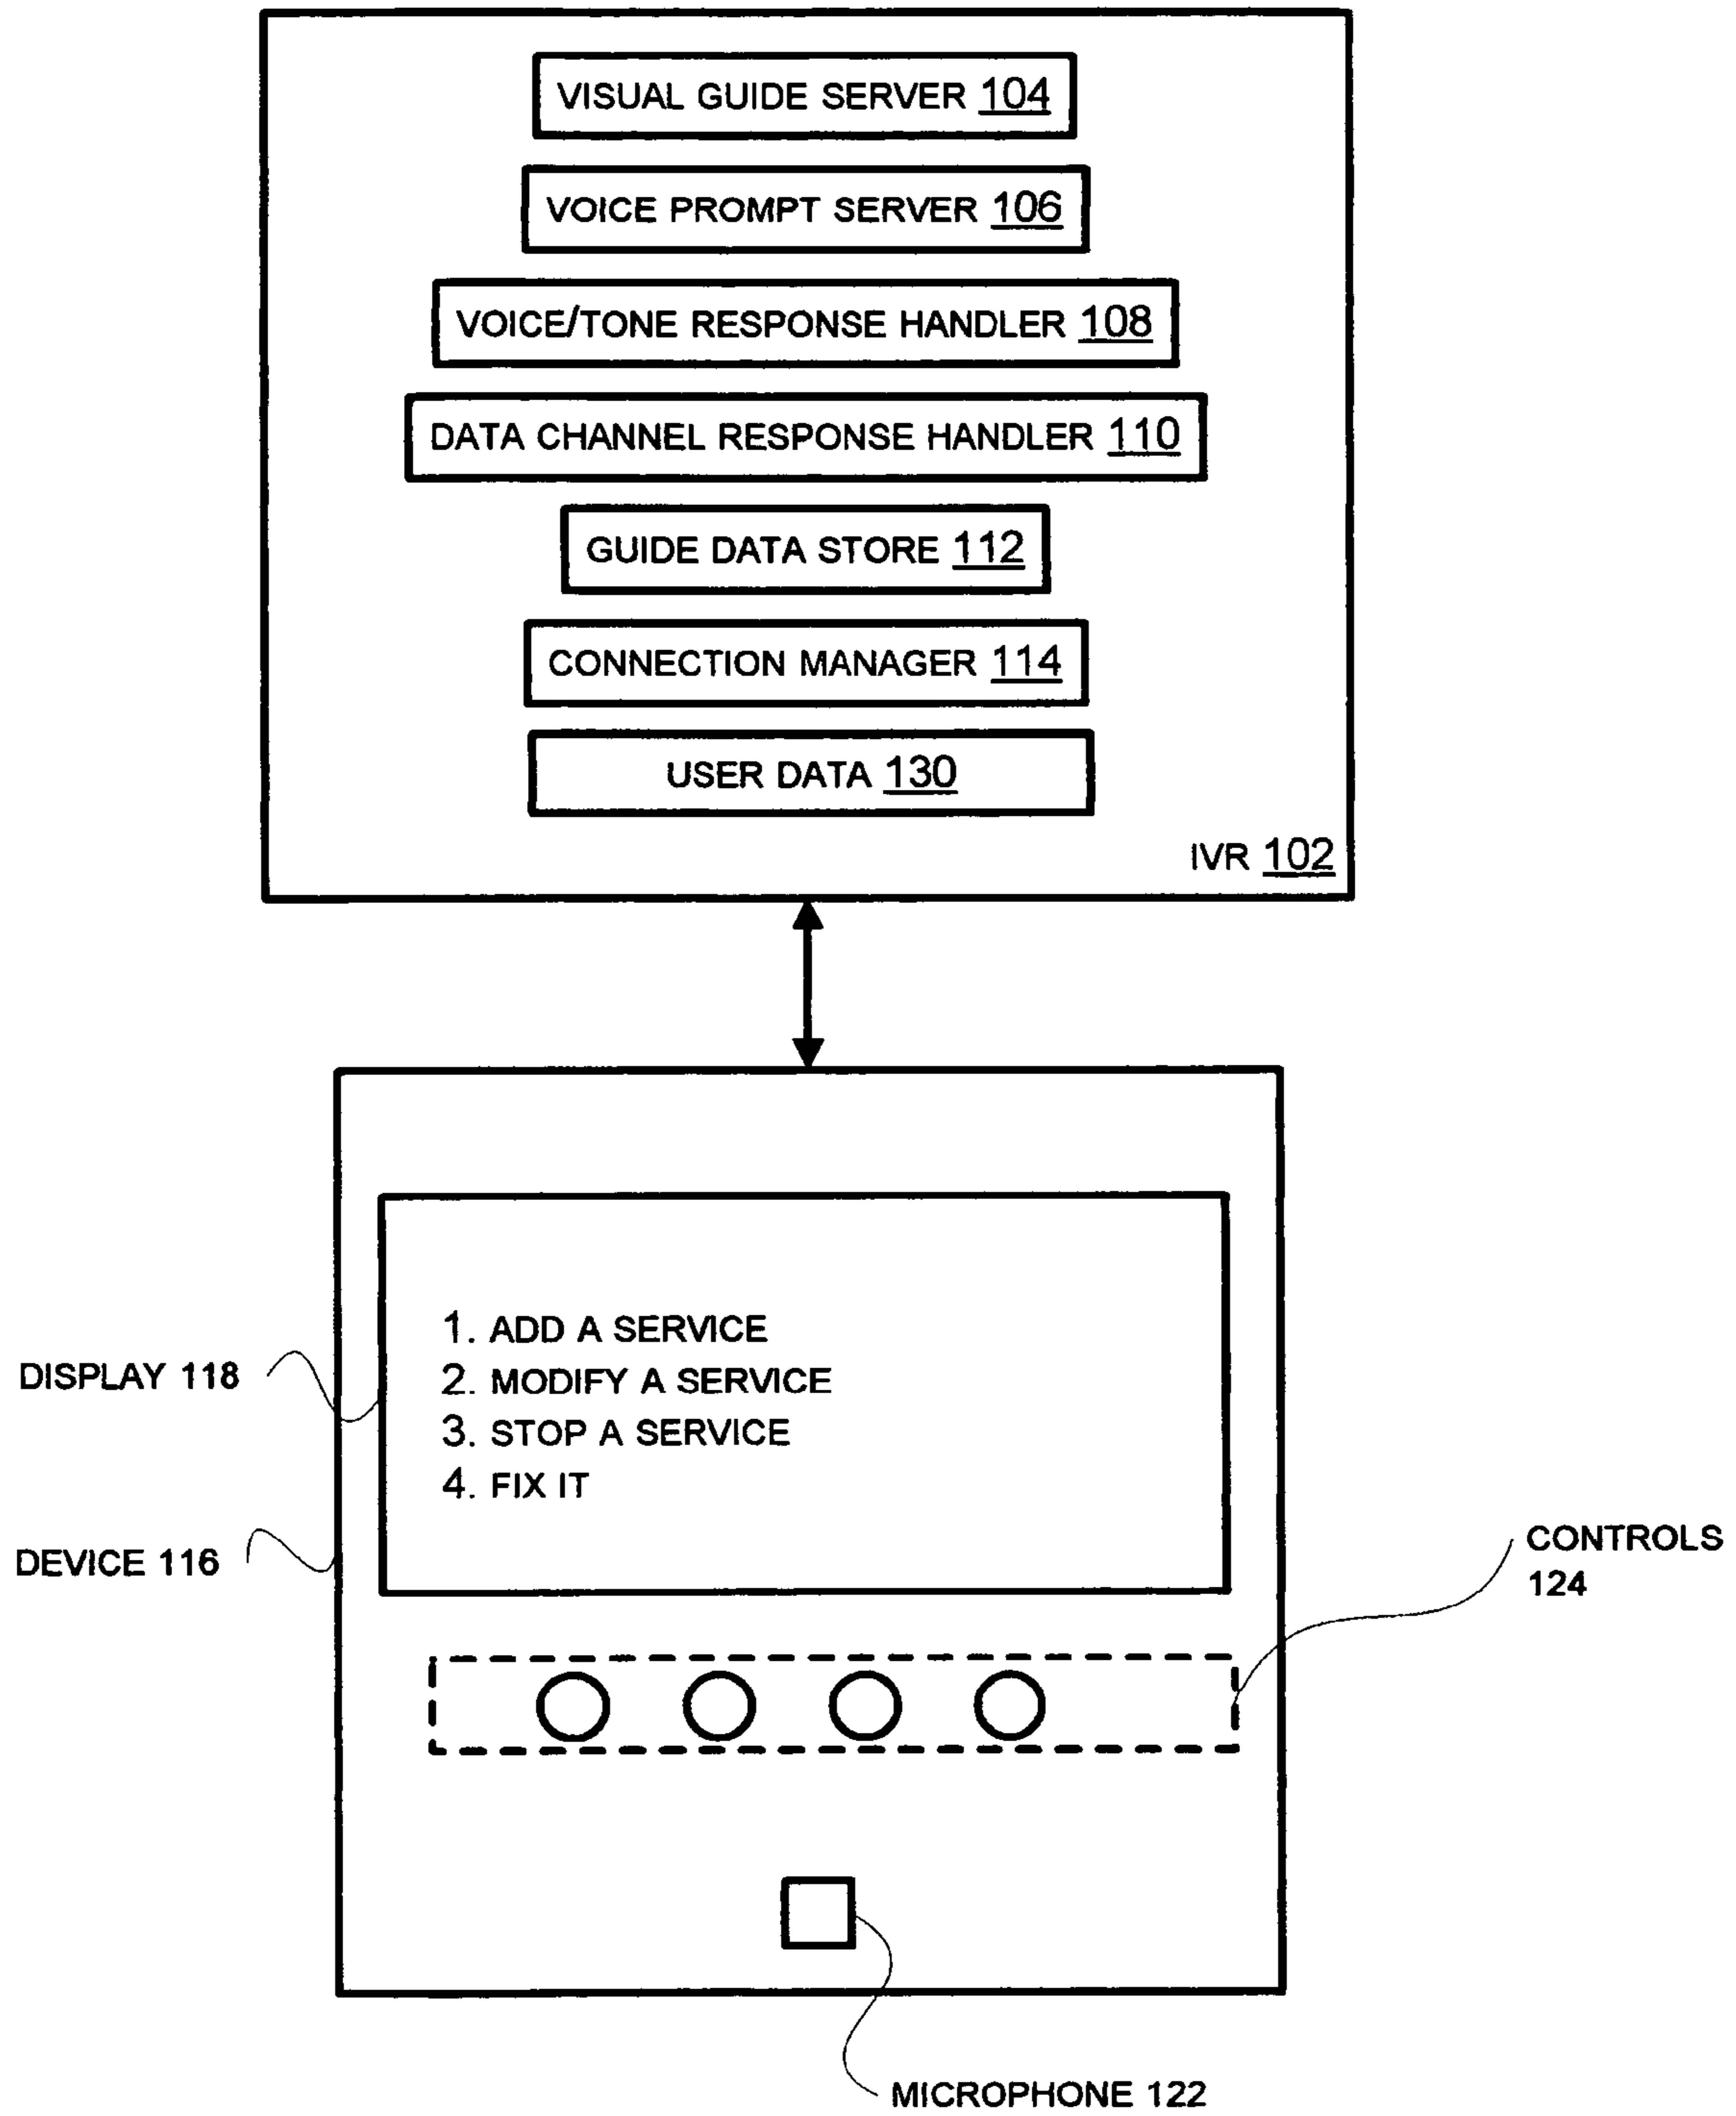 VISUAL GUIDE SERVER 104
VOICE PROMPT SERVER 106
VOICE/TONE RESPONSE HANDLER 108
DATA CHANNEL RESPONSE HANDLER 110
GUIDE DATA STORE 112
CONNECTION MANAGER 114
USER DATA 130
IVR 102
1. ADD A SERVICE
2. MODIFY A SERVICE
3. STOP A SERVICE
4. FIX IT
DISPLAY 118
DEVICE 116
CONTROLS
124
MICROPHONE 122